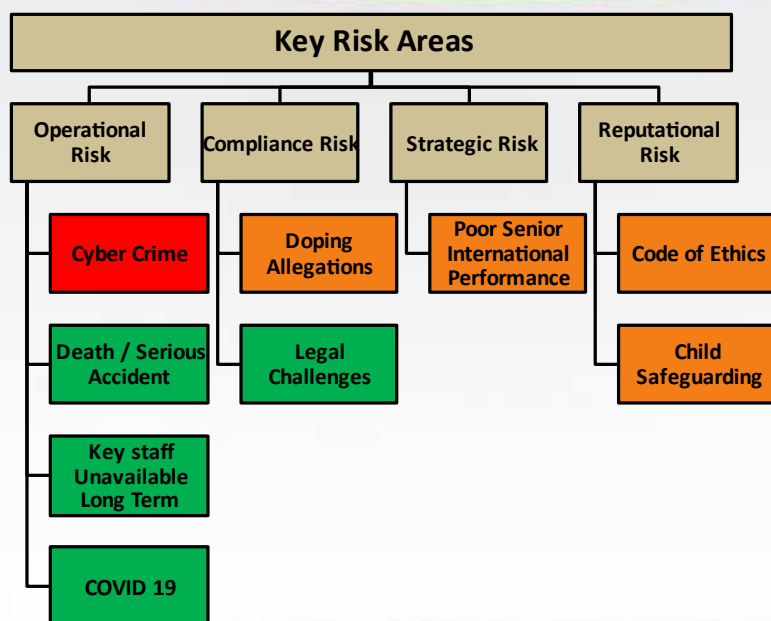 Key Risk Areas
Operational
Risk
Compliance Risk
Strategic Risk
Reputational
Risk
Cyber Crime
Doping
Allegations
Poor Senior
International
Performance
Code of Ethics
Death / Serious
Accident
Legal
Challenges
Child
Safeguarding
Key staff
Unavailable
Long Term
COVID 19